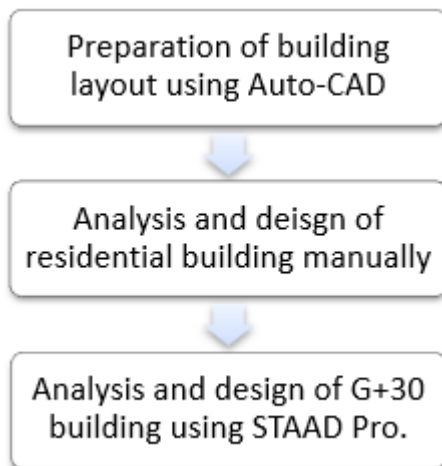 Preparation of building
layout using Auto-CAD
Analysis and deisgn of
residential building manually
Analysis and design of G+30
building using STAAD Pro.